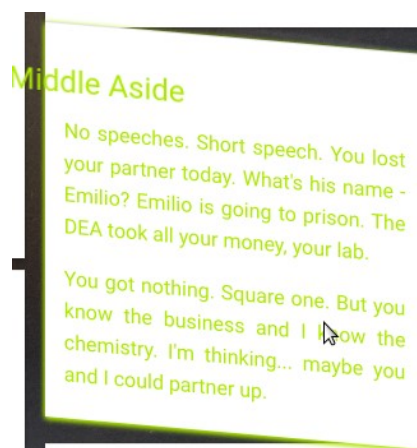 Middle Aside
No speeches. Short speech. You lost
your partner today. What's his name -
Emilio? Emilio is going to prison. The
DEA took all your money, your lab.
You got nothing. Square one. But you
know the business and I know the
chemistry. I'm thinking... maybe you
and I could partner up.